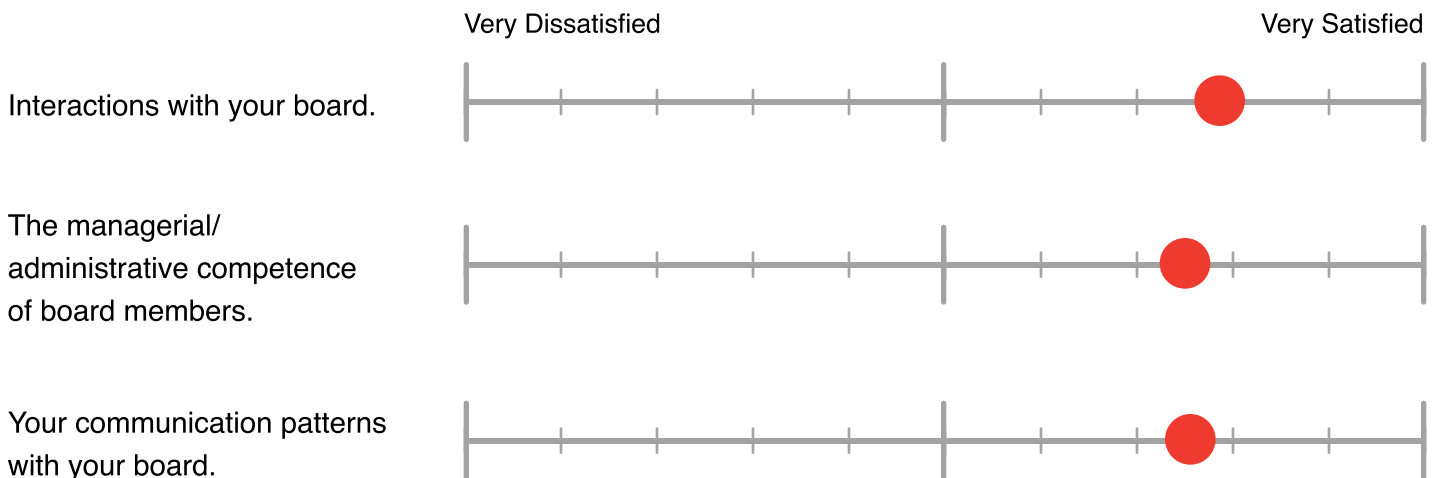 Very Dissatisfied Very Satisfied
Interactions with your board.
The managerial/
administrative competence
of board members.
Your communication patterns
with your board.